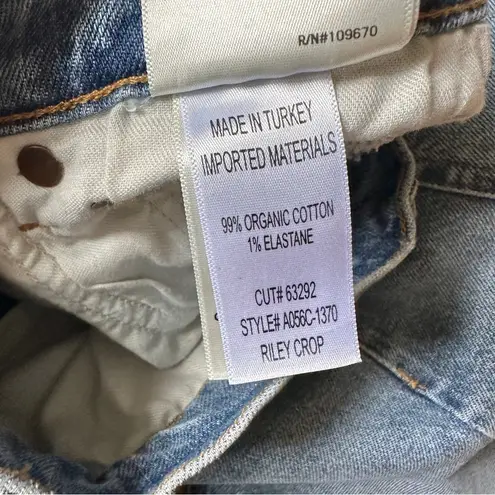 R/N#109670
MADE IN TURKEY
IMPORTED MATERIALS
99% ORGANIC COTTON
1% ELASTANE
CUT# 63292
STYLE# A056C-1370
RILEY CROP